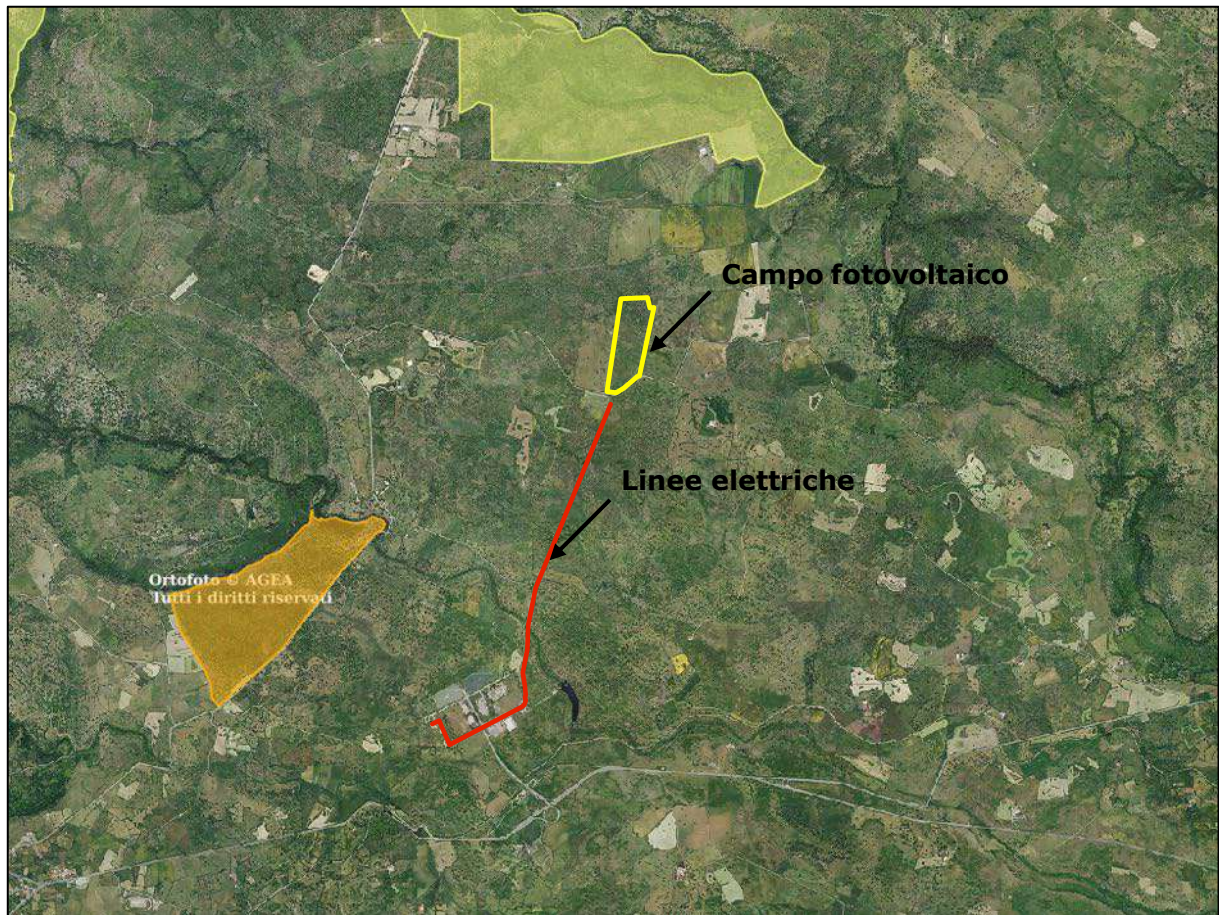 Campo fotovoltaico
Linee elettriche
Ortofoto © AGEA
Tutti i diritti riservati